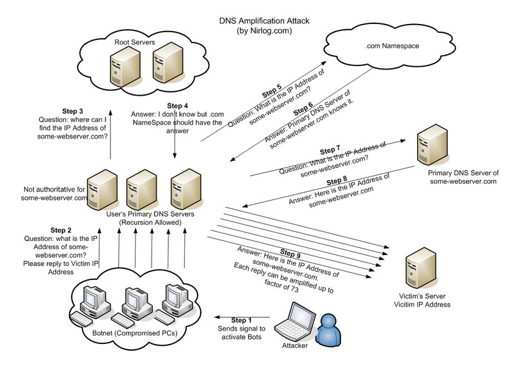 DNS Amplification Attack
(by Nirlog.com)
Root Servers
.com Namespace
Step 3
Question: where can I
find the IP Address of
some-webserver.com?
Step 4
Answer: I don't know but .com
NameSpace should have the
answer
Step 5
Question: What is the IP Address of
some-webserver.com?
Step 6
Answer: Primary DNS Server of
some-webserver.com knows it.
Step 7
Question: What is the IP Address of
some-webserver.com?
Step 8
Answer: Here is the IP Address of
some-webserver.com
Primary DNS Server of
some-webserver.com
Not authoritative for
some-webserver.com
User's Primary DNS Servers
(Recursion Allowed)
Step 2
Question: what is the IP
Address of some-
webserver.com?
Please reply to Victim IP
Address
Step 9
Answer: Here is the IP Address of
some-webserver.com.
Each reply can be amplified up to
factor of 73
Victim's Server
Vicitim IP Address
Botnet (Compromised PCs)
Step 1
Sends signal to
activate Bots
Attacker